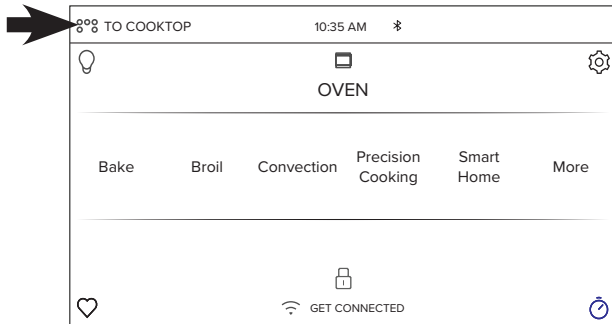 TO COOKTOP 10:35 AM
OVEN
Bake Broil Convection Precision Cooking Smart Home More
GET CONNECTED